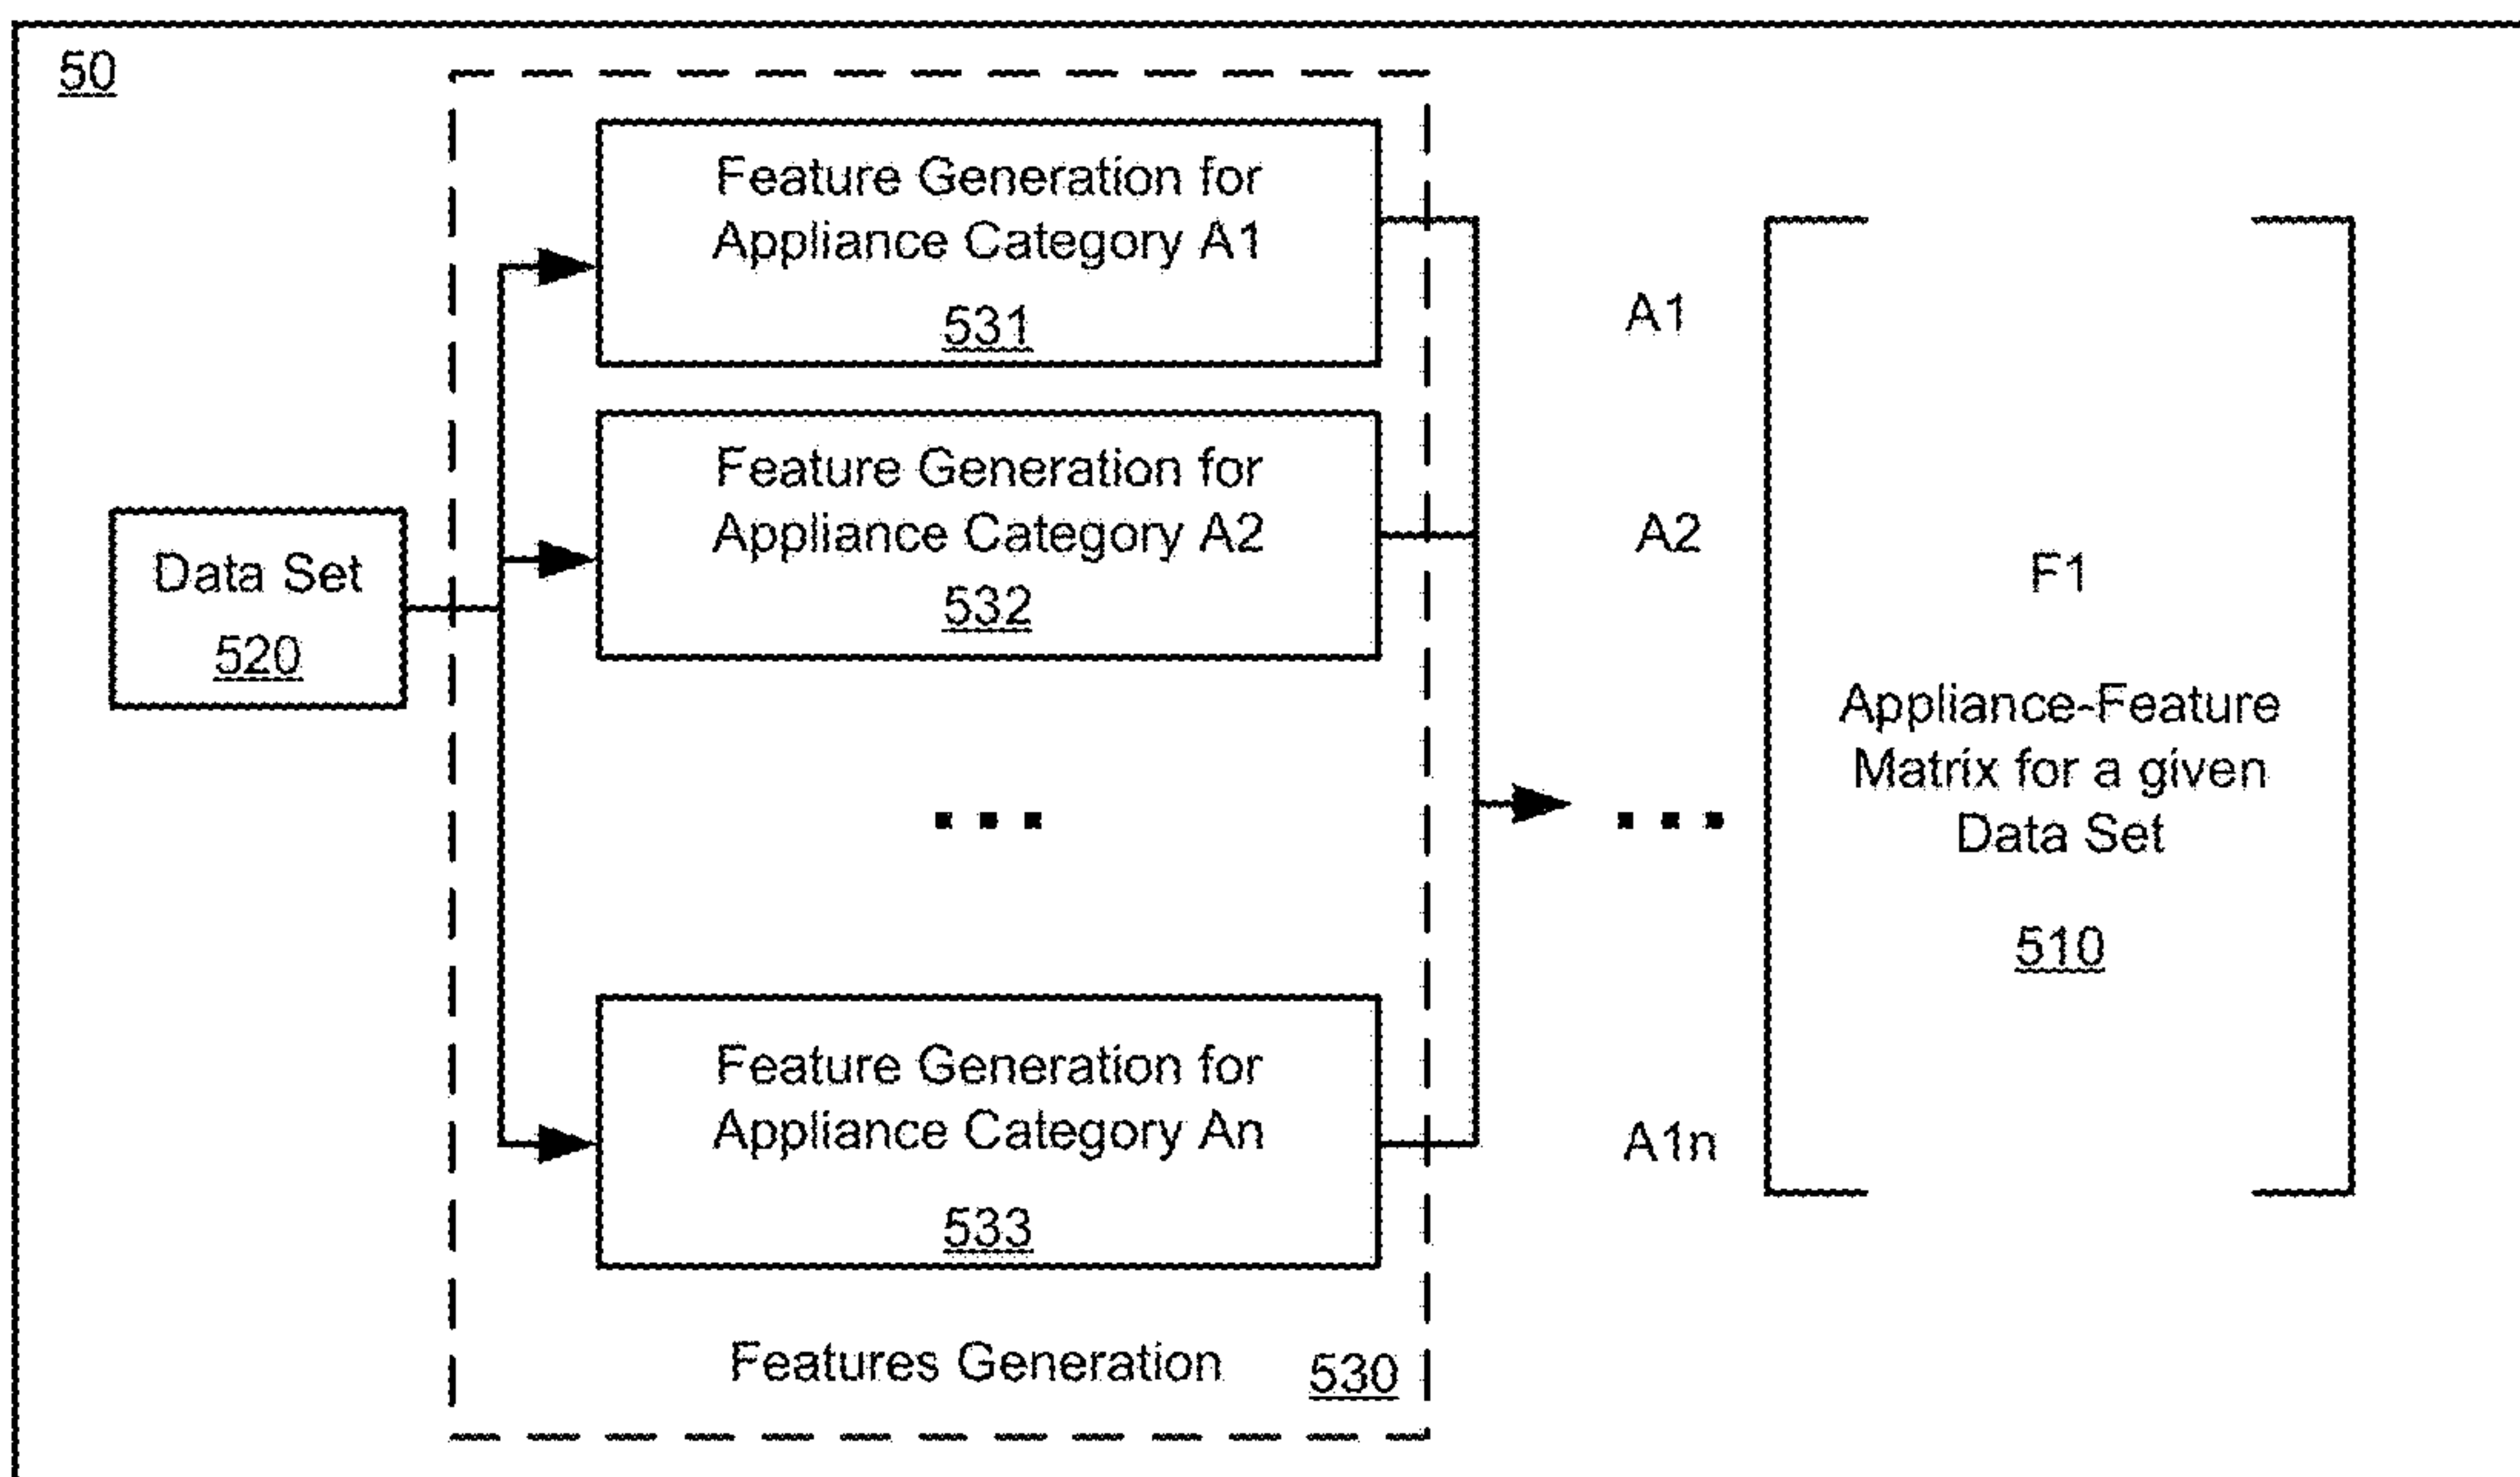 50
Feature Generation for
Appliance Category A1
531
Feature Generation for
Appliance Category A2
532
Data Set
520
...
Feature Generation for
Appliance Category An
533
Features Generation 530
A1
A2
...
A1n
F1
Appliance-Feature
Matrix for a given
Data Set
510